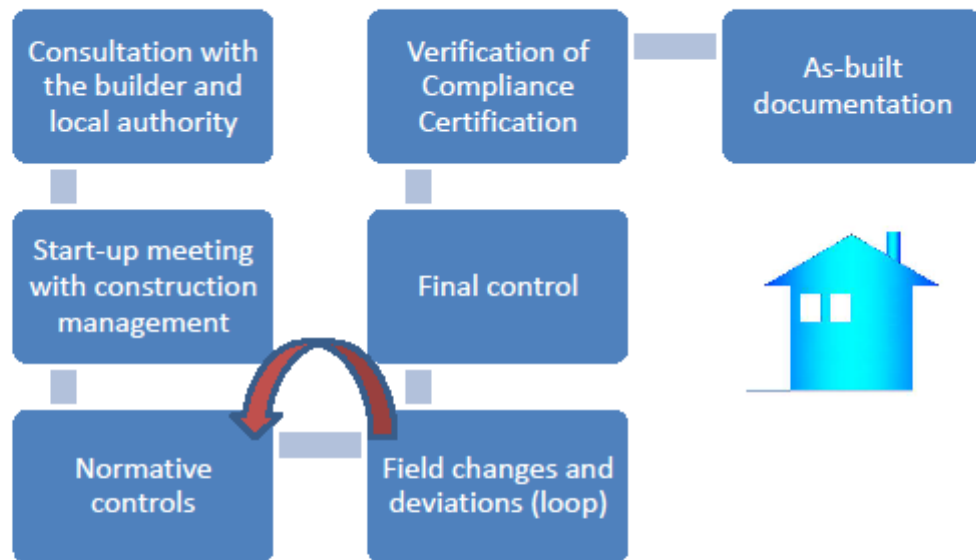 Consultation with
the builder and
local authority
Start-up meeting
with construction
management
Normative
controls
Field changes and
deviations (loop)
Final control
Verification of
Compliance
Certification
As-built
documentation